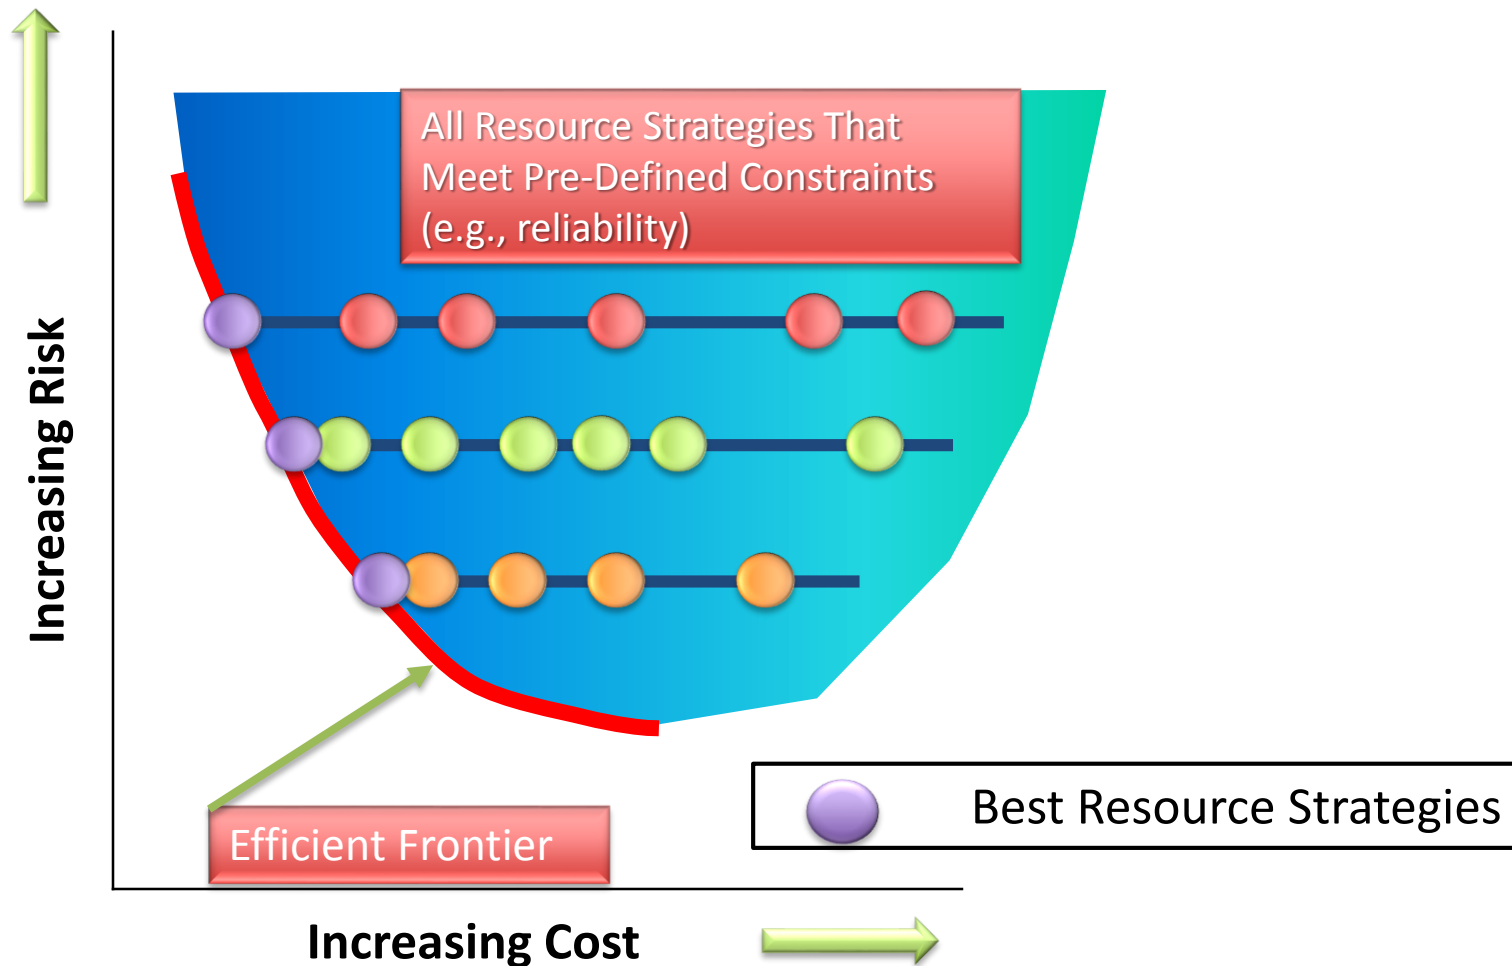 All Resource Strategies That
Meet Pre-Defined Constraints
(e.g., reliability)
Increasing Risk
Best Resource Strategies
Efficient Frontier
Increasing Cost